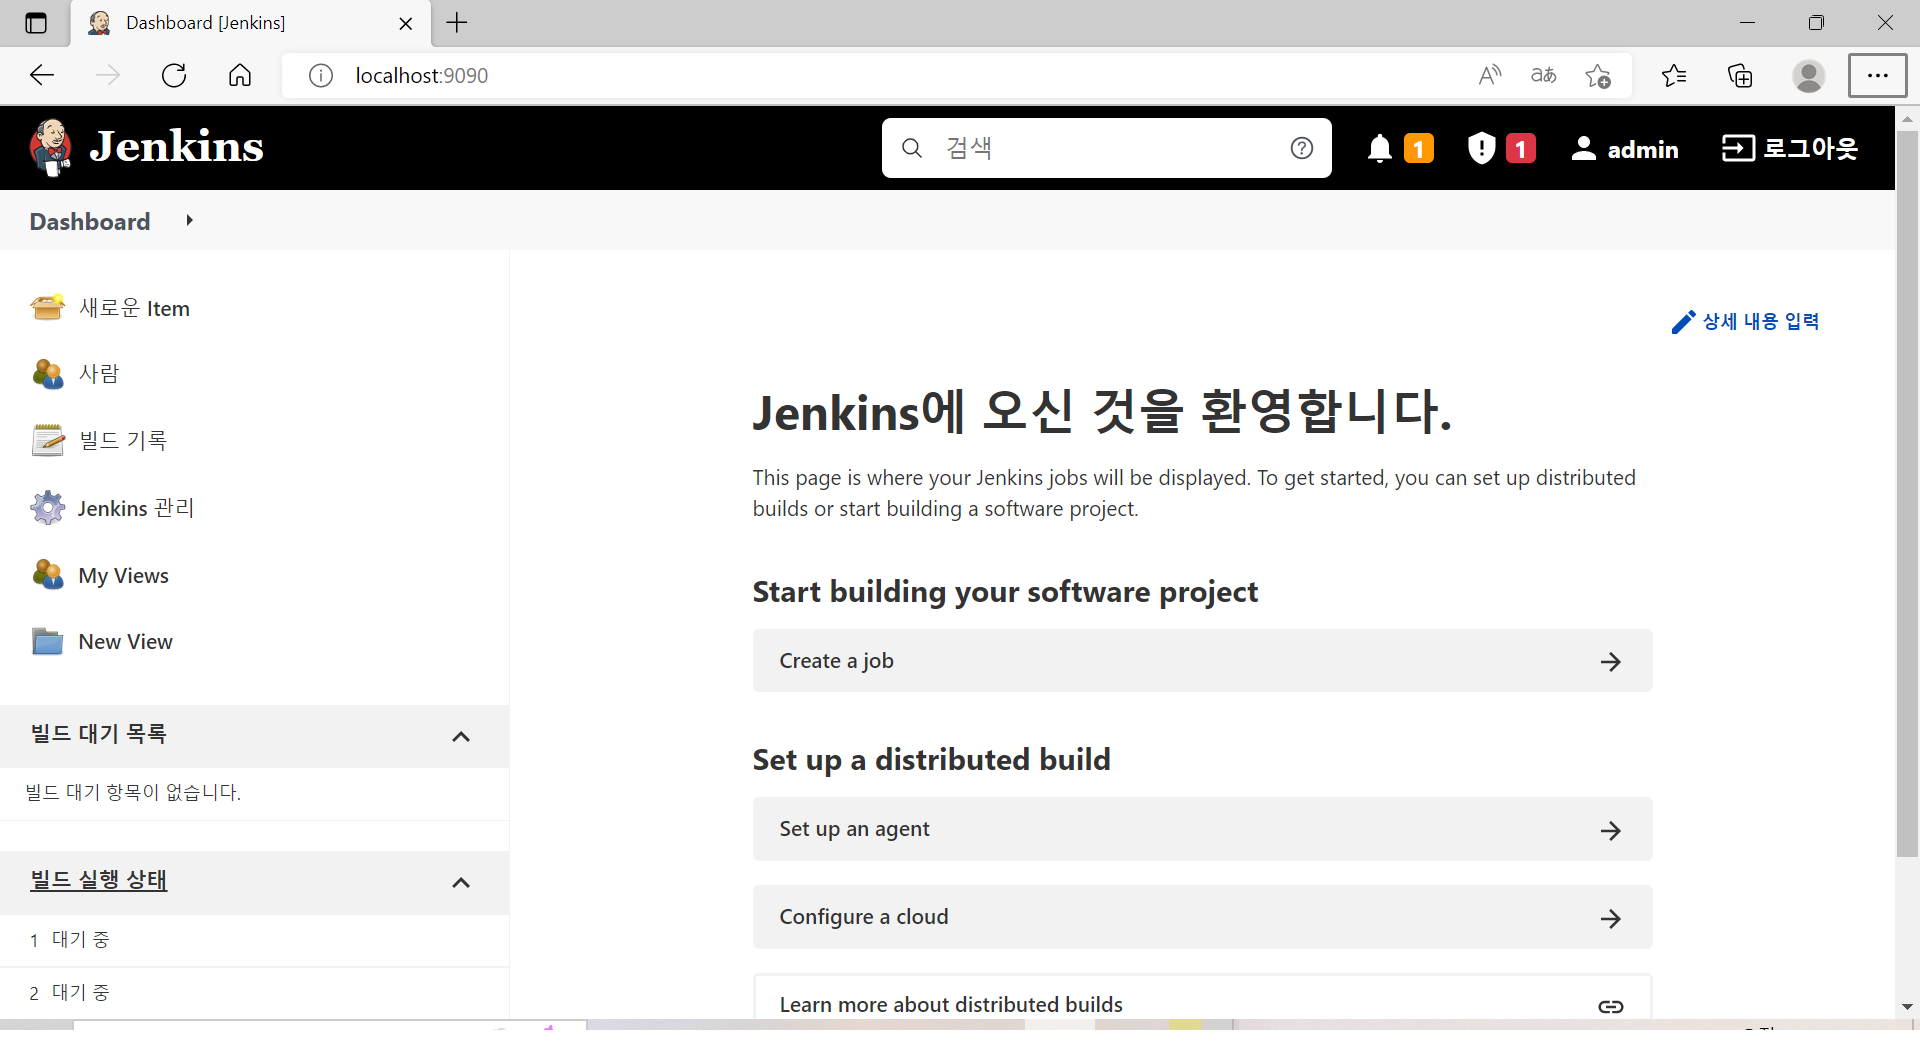 Dashboard [Jenkins]
localhost:9090
Jenkins
검색
1
1
admin
로그아웃
Dashboard
새로운 Item
사람
빌드 기록
Jenkins 관리
My Views
New View
빌드 대기 목록
빌드 대기 항목이 없습니다.
빌드 실행 상태
1 대기 중
2 대기 중
상세 내용 입력
Jenkins에 오신 것을 환영합니다.
This page is where your Jenkins jobs will be displayed. To get started, you can set up distributed
builds or start building a software project.
Start building your software project
Create a job
Set up a distributed build
Set up an agent
Configure a cloud
Learn more about distributed builds